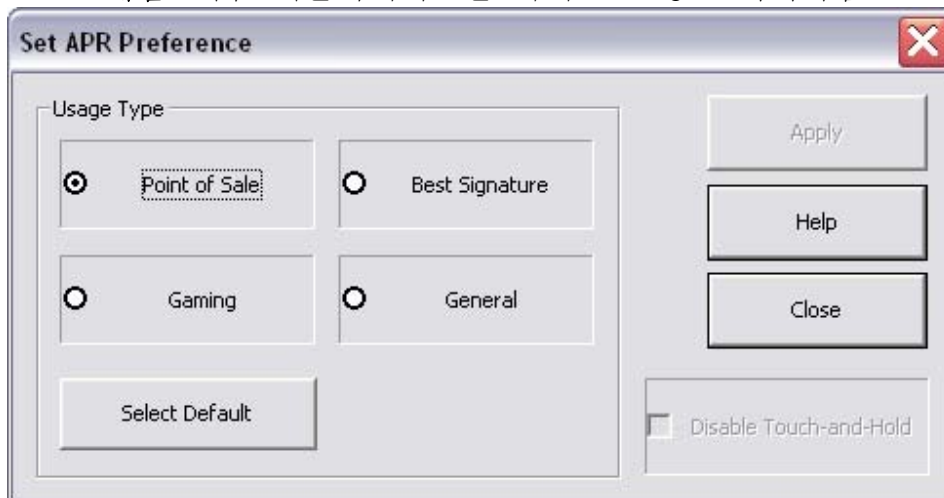 Set APR Preference
Usage Type
Point of Sale
Best Signature
Gaming
General
Select Default
Apply
Help
Close
Disable Touch-and-Hold